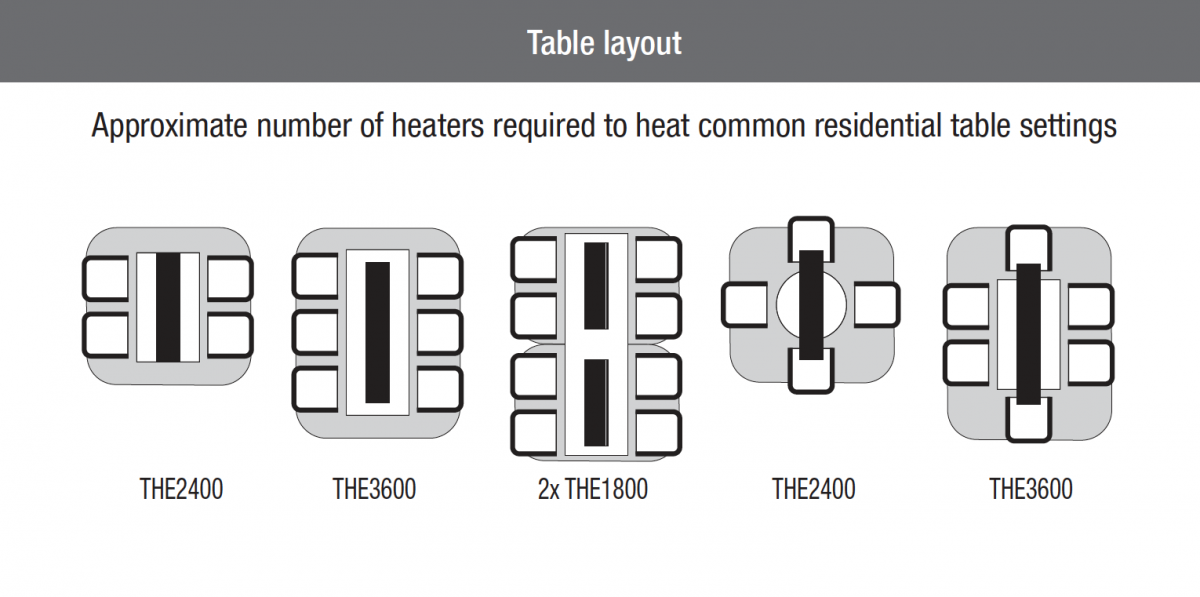 Table layout
Approximate number of heaters required to heat common residential table settings
THE2400
THE3600
2x THE1800
THE2400
THE3600